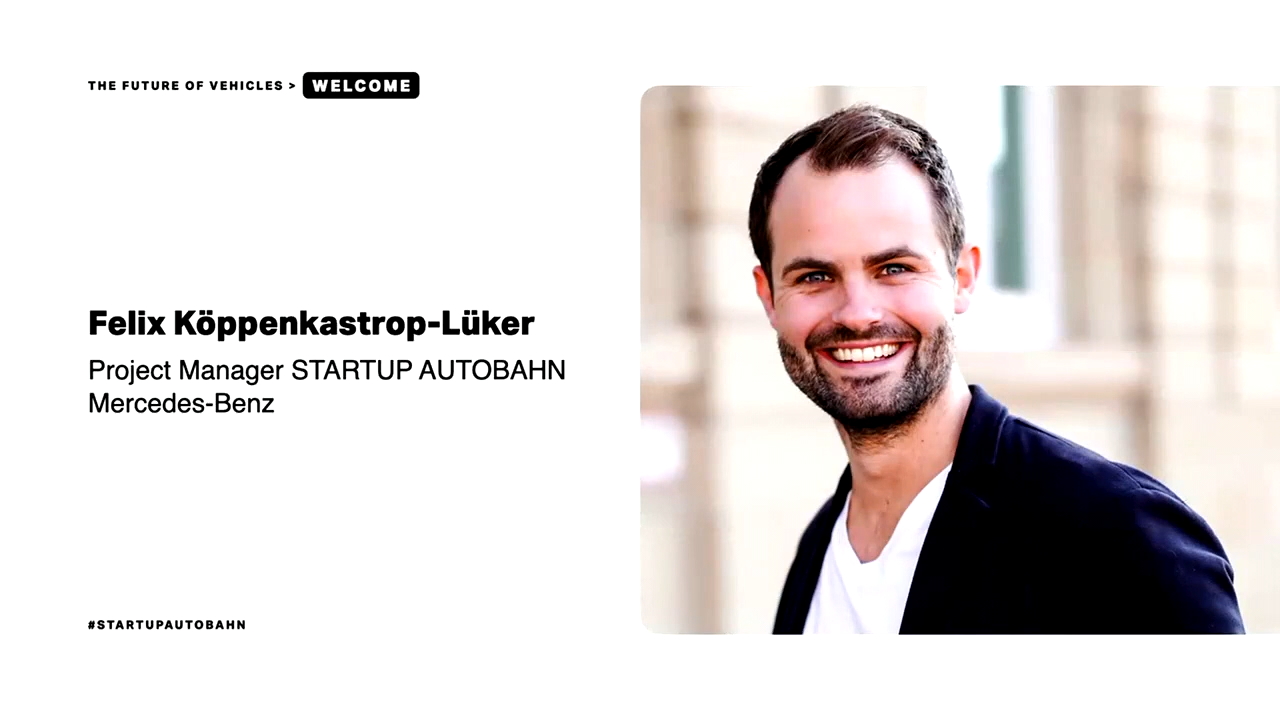 THE FUTURE OF VEHICLES > WELCOME
Felix Köppenkastrop-Lüker
Project Manager STARTUP AUTOBAHN
Mercedes-Benz
#STARTUPAUTOBAHN